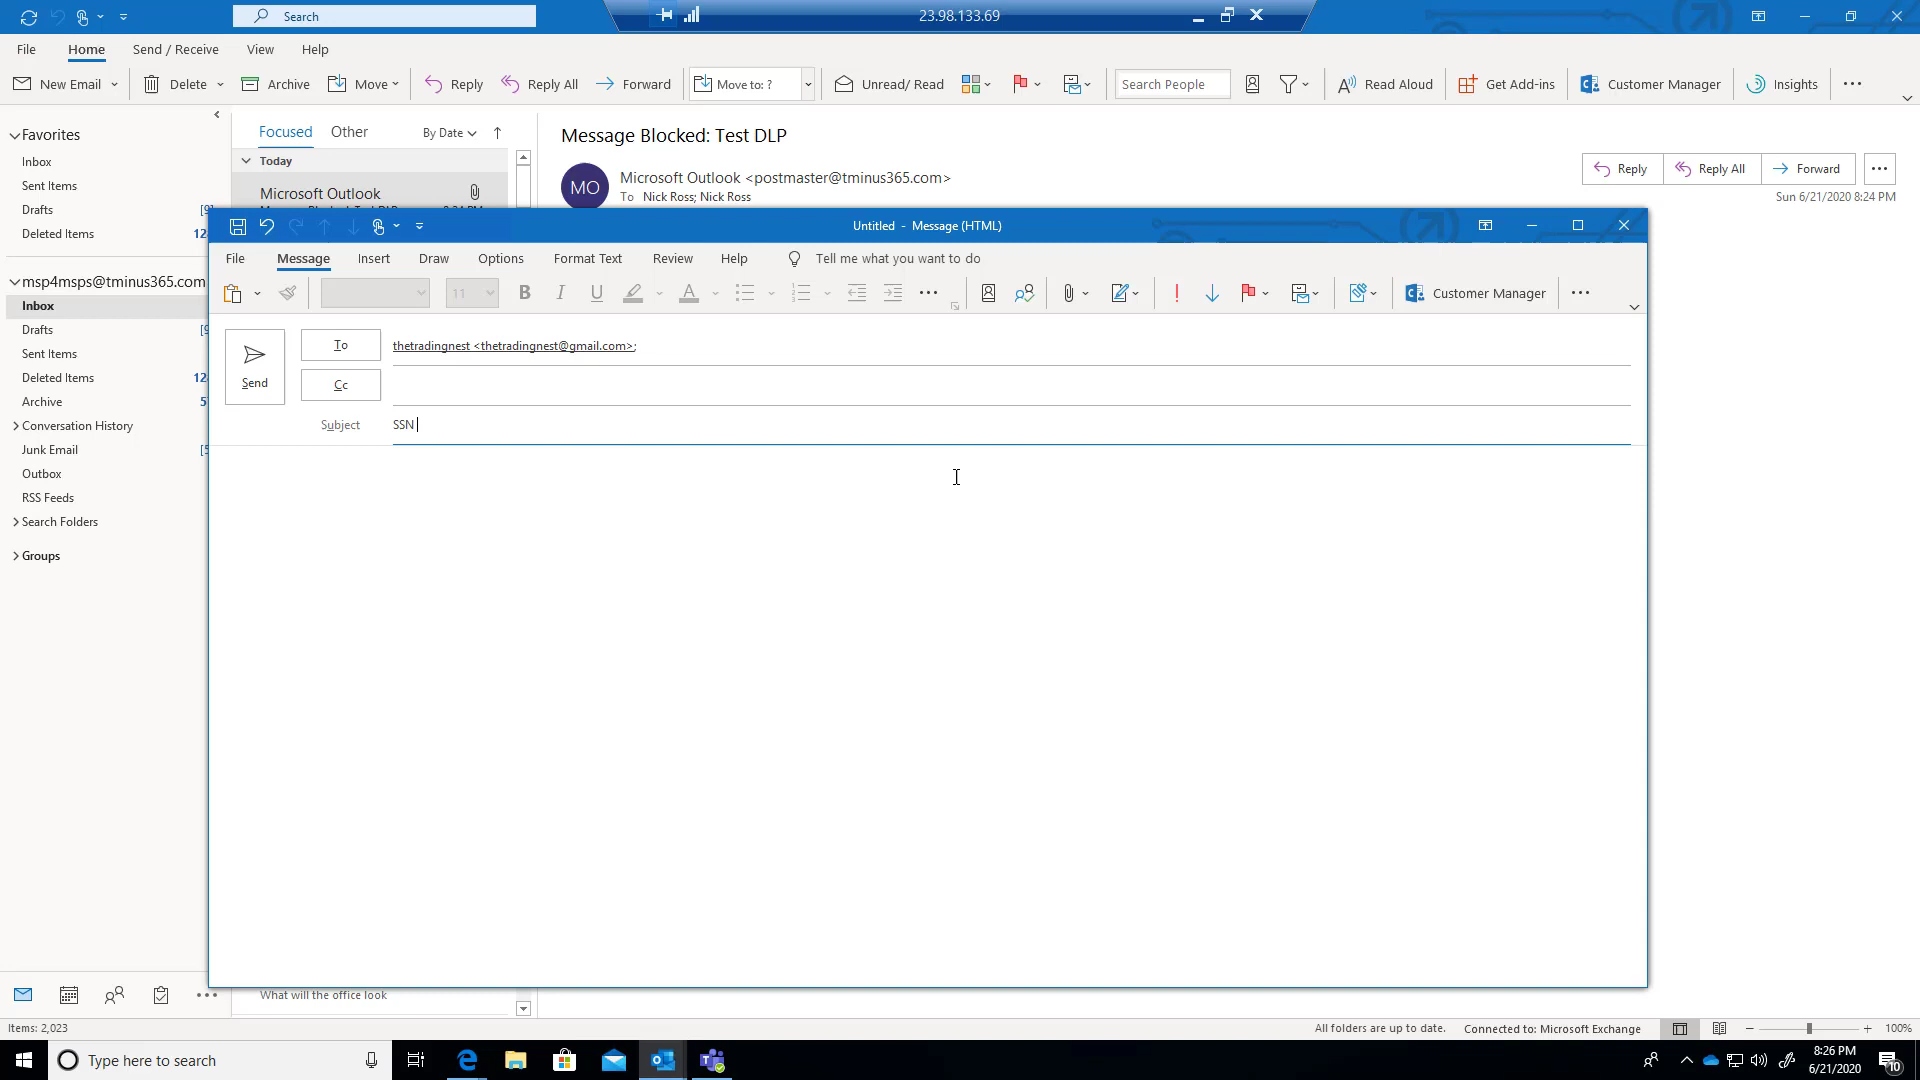 Search
23.98.133.69
File Home Send / Receive View Help
New Email Delete Archive Move Reply Reply All Forward Move to: ? Unread/ Read Search People Read Aloud Get Add-ins Customer Manager Insights
Favorites
Inbox
Sent Items
Drafts [9]
Deleted Items 12
msp4msps@tminus365.com
Inbox
Drafts
Sent Items
Deleted Items 12
Archive 5
Conversation History
Junk Email
Outbox
RSS Feeds
Search Folders
Groups
Focused Other By Date
Today
Microsoft Outlook
What will the office look
Message Blocked: Test DLP
MO
Microsoft Outlook <postmaster@tminus365.com>
To Nick Ross; Nick Ross
Reply Reply All Forward
Sun 6/21/2020 8:24 PM
Untitled - Message (HTML)
File Message Insert Draw Options Format Text Review Help Tell me what you want to do
11 B I U A Customer Manager
Send
To thetradingnest <thetradingnest@gmail.com>;
Cc
Subject SSN
Items: 2,023
All folders are up to date. Connected to: Microsoft Exchange 100%
Type here to search
8:26 PM
6/21/2020
10